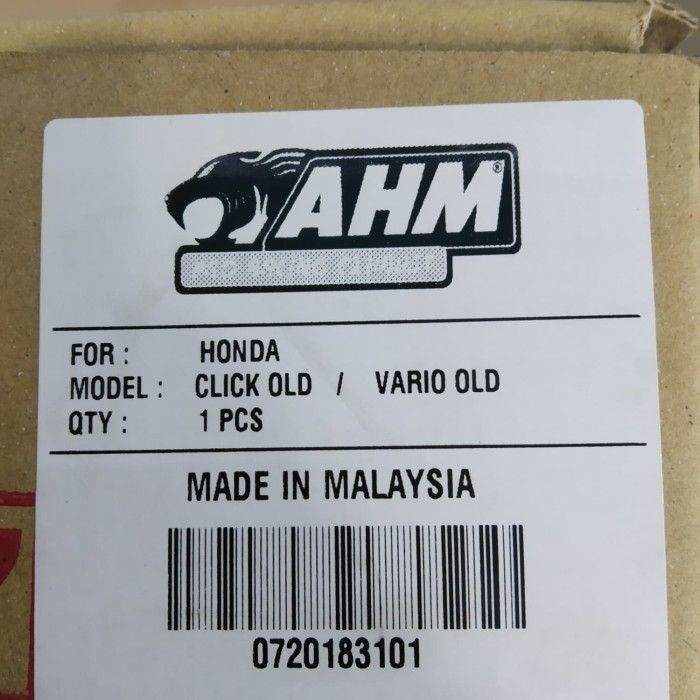 AHM®
FOR : HONDA
MODEL : CLICK OLD / VARIO OLD
QTY : 1 PCS
MADE IN MALAYSIA
0720183101